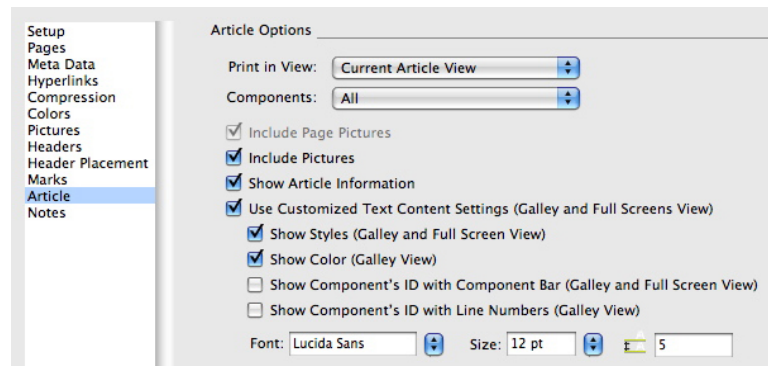 Setup
Pages
Meta Data
Hyperlinks
Compression
Colors
Pictures
Headers
Header Placement
Marks
Article
Notes
Article Options
Print in View: Current Article View
Components: All
Include Page Pictures
Include Pictures
Show Article Information
Use Customized Text Content Settings (Galley and Full Screens View)
Show Styles (Galley and Full Screen View)
Show Color (Galley View)
Show Component's ID with Component Bar (Galley and Full Screen View)
Show Component's ID with Line Numbers (Galley View)
Font: Lucida Sans Size: 12 pt 5